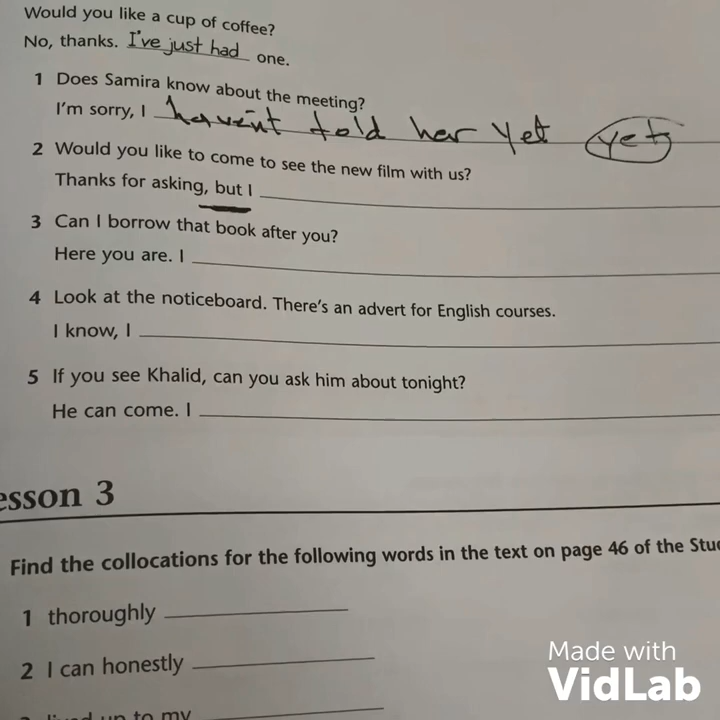 Would you like a cup of coffee?
No, thanks. I've just had one.
1 Does Samira know about the meeting?
I'm sorry, I haven't told her yet yet
2 Would you like to come to see the new film with us?
Thanks for asking, but I
3 Can I borrow that book after you?
Here you are. I
4 Look at the noticeboard. There's an advert for English courses.
I know, I
5 If you see Khalid, can you ask him about tonight?
He can come. I
esson 3
Find the collocations for the following words in the text on page 46 of the Stu
1 thoroughly
2 I can honestly
lived up to my
Made with
VidLab